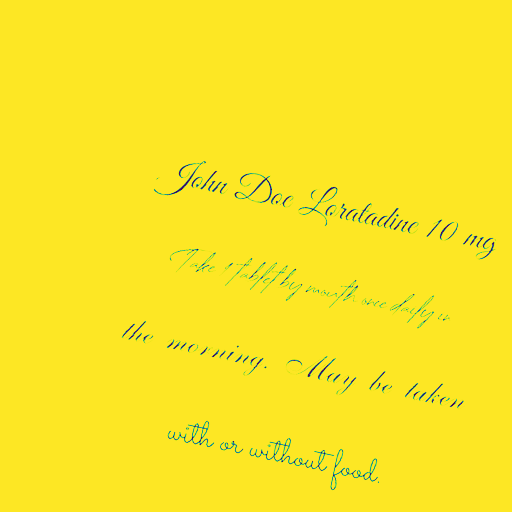 John Doe Loratadine 10 mg
Take 1 tablet by mouth once daily in
the morning. May be taken
with or without food.